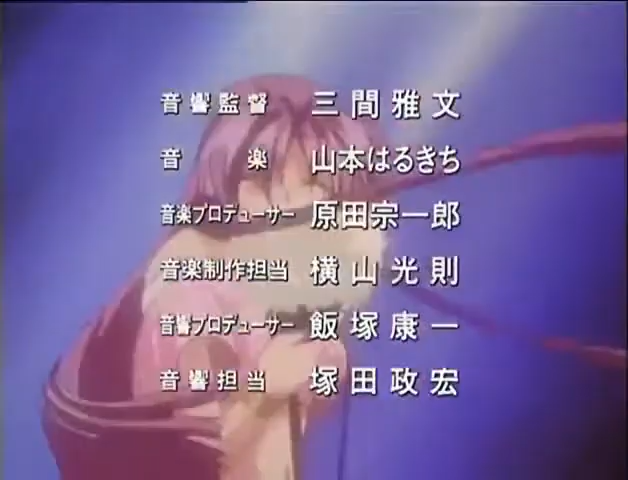 音響監督 三間雅文
音楽 山本はるきち
音楽プロデューサー 原田宗一郎
音楽制作担当 横山光則
音響プロデューサー 飯塚康一
音響担当 塚田政宏